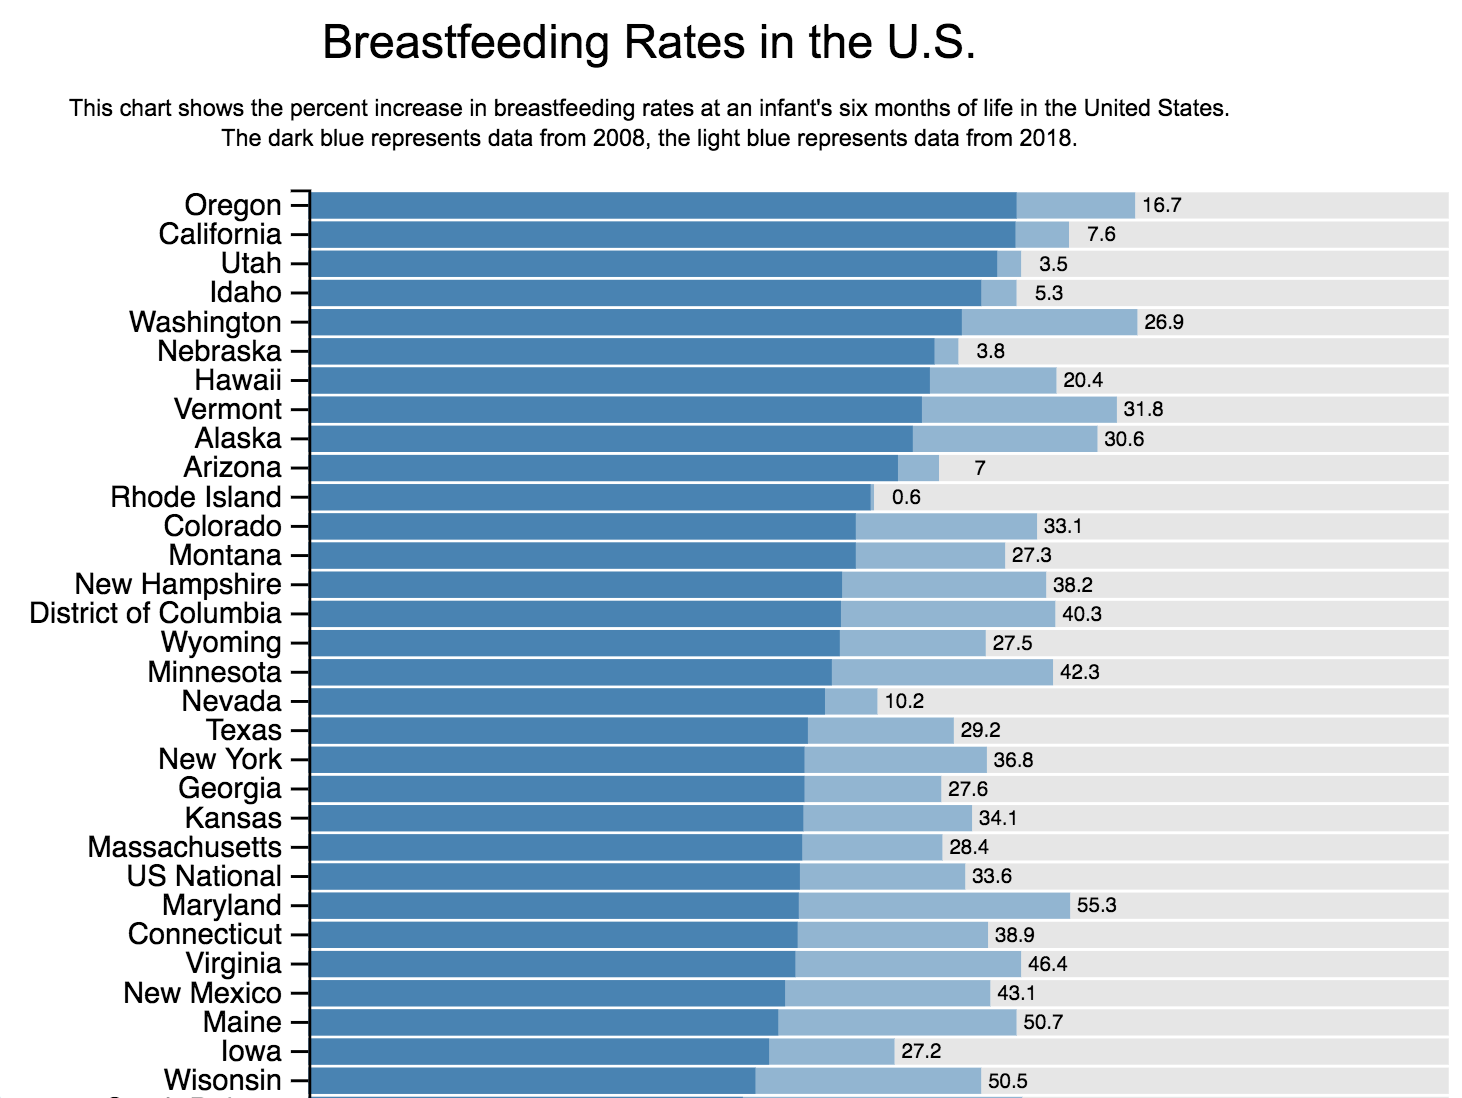 Breastfeeding Rates in the U.S.
This chart shows the percent increase in breastfeeding rates at an infant's six months of life in the United States.
The dark blue represents data from 2008, the light blue represents data from 2018.
Oregon 16.7
California 7.6
Utah 3.5
Idaho 5.3
Washington 26.9
Nebraska 3.8
Hawaii 20.4
Vermont 31.8
Alaska 30.6
Arizona 7
Rhode Island 0.6
Colorado 33.1
Montana 27.3
New Hampshire 38.2
District of Columbia 40.3
Wyoming 27.5
Minnesota 42.3
Nevada 10.2
Texas 29.2
New York 36.8
Georgia 27.6
Kansas 34.1
Massachusetts 28.4
US National 33.6
Maryland 55.3
Connecticut 38.9
Virginia 46.4
New Mexico 43.1
Maine 50.7
Iowa 27.2
Wisonsin 50.5